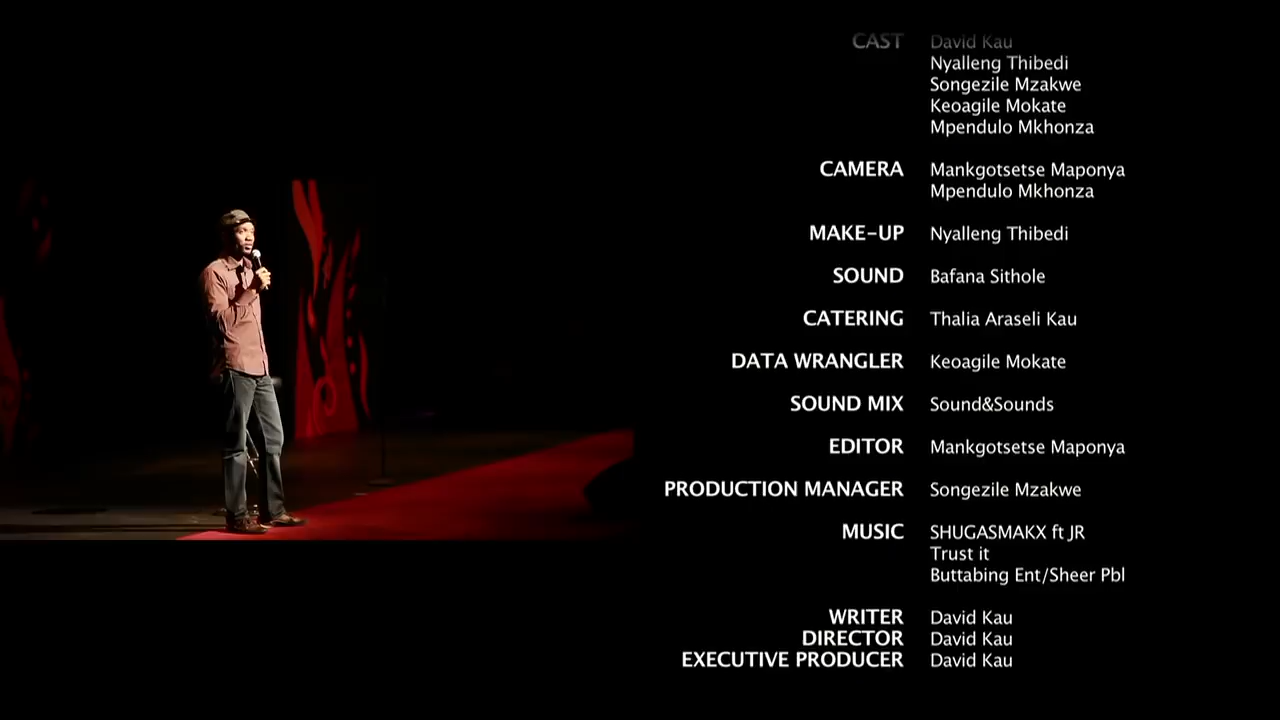 CAST David Kau
Nyalleng Thibedi
Songezile Mzakwe
Keoagile Mokate
Mpendulo Mkhonza
CAMERA Mankgotsetse Maponya
Mpendulo Mkhonza
MAKE-UP Nyalleng Thibedi
SOUND Bafana Sithole
CATERING Thalia Araseli Kau
DATA WRANGLER Keoagile Mokate
SOUND MIX Sound&Sounds
EDITOR Mankgotsetse Maponya
PRODUCTION MANAGER Songezile Mzakwe
MUSIC SHUGASMAKX ft JR
Trust it
Buttabing Ent/Sheer Pbl
WRITER David Kau
DIRECTOR David Kau
EXECUTIVE PRODUCER David Kau